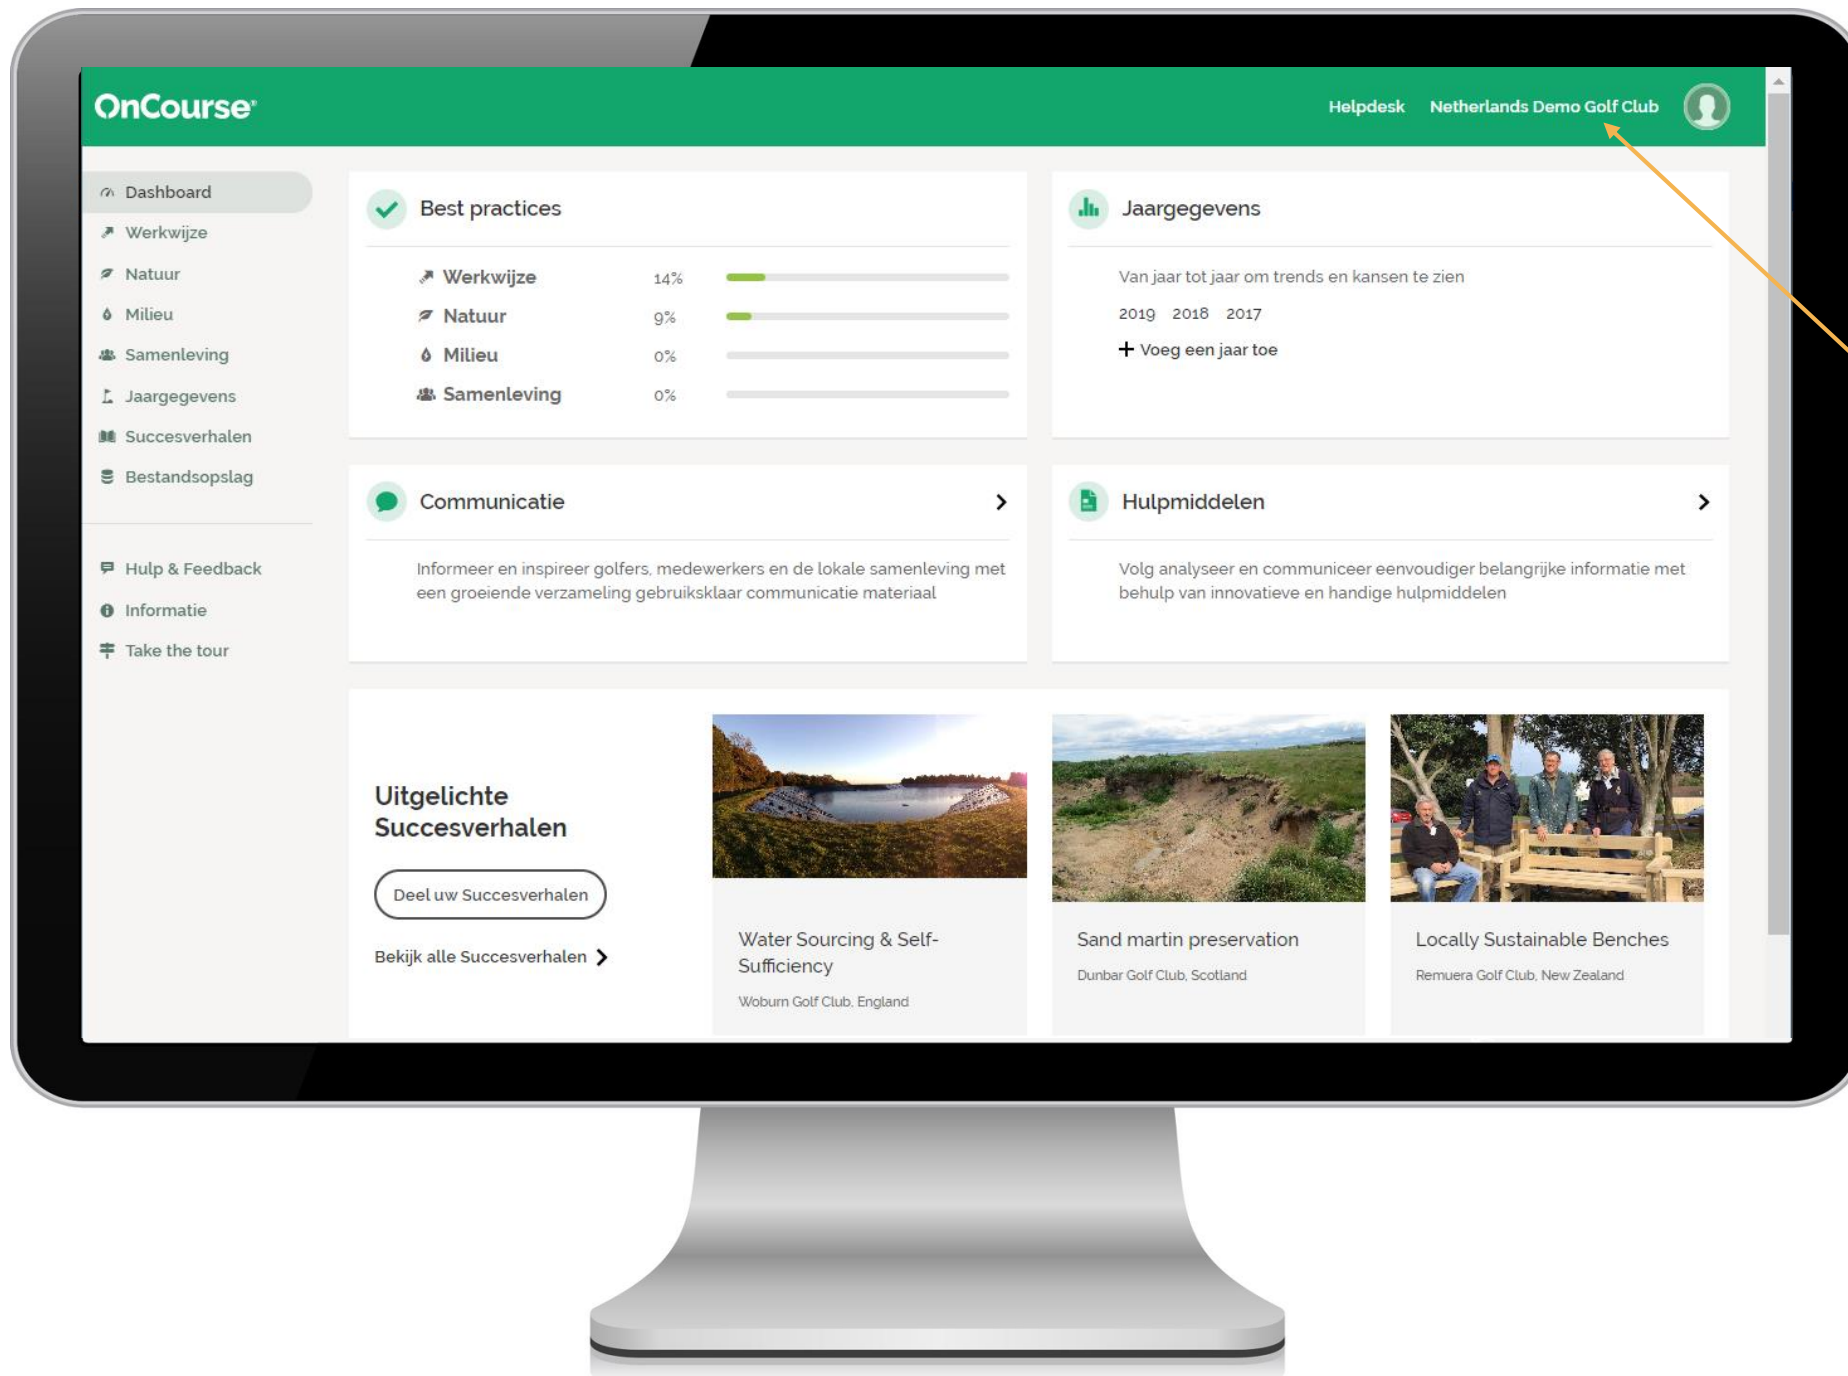 OnCourse®
Helpdesk Netherlands Demo Golf Club
Dashboard
Werkwijze
Natuur
Milieu
Samenleving
Jaargegevens
Succesverhalen
Bestandsopslag
Hulp & Feedback
Informatie
Take the tour
Best practices
Werkwijze 14%
Natuur 9%
Milieu 0%
Samenleving 0%
Jaargegevens
Van jaar tot jaar om trends en kansen te zien
2019 2018 2017
+ Voeg een jaar toe
Communicatie
Informeer en inspireer golfers, medewerkers en de lokale samenleving met
een groeiende verzameling gebruiksklaar communicatie materiaal
Hulpmiddelen
Volg analyseer en communiceer eenvoudiger belangrijke informatie met
behulp van innovatieve en handige hulpmiddelen
Uitgelichte
Succesverhalen
Deel uw Succesverhalen
Bekijk alle Succesverhalen
Water Sourcing & Self-
Sufficiency
Woburn Golf Club, England
Sand martin preservation
Dunbar Golf Club, Scotland
Locally Sustainable Benches
Remuera Golf Club, New Zealand